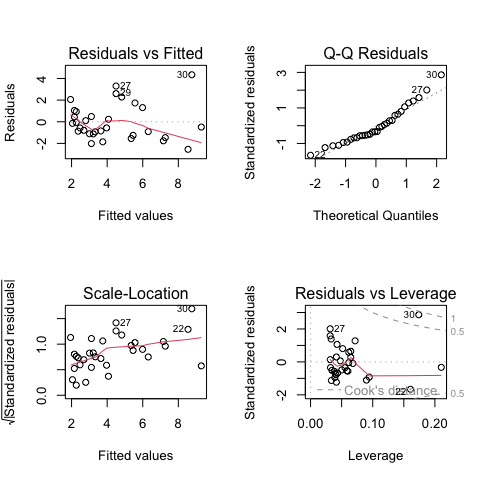 Residuals vs Fitted
Residuals
4
2
0
-2
30
27
29
2 4 6 8
Fitted values
Q-Q Residuals
Standardized residuals
3
1
-1
30
27
22
-2 -1 0 1 2
Theoretical Quantiles
Scale-Location
√|Standardized residuals|
1.0
0.0
30
27
22
2 4 6 8
Fitted values
Residuals vs Leverage
Standardized residuals
2
0
-2
30
27
22
1
0.5
0.5
Cook's distance
0.00 0.10 0.20
Leverage